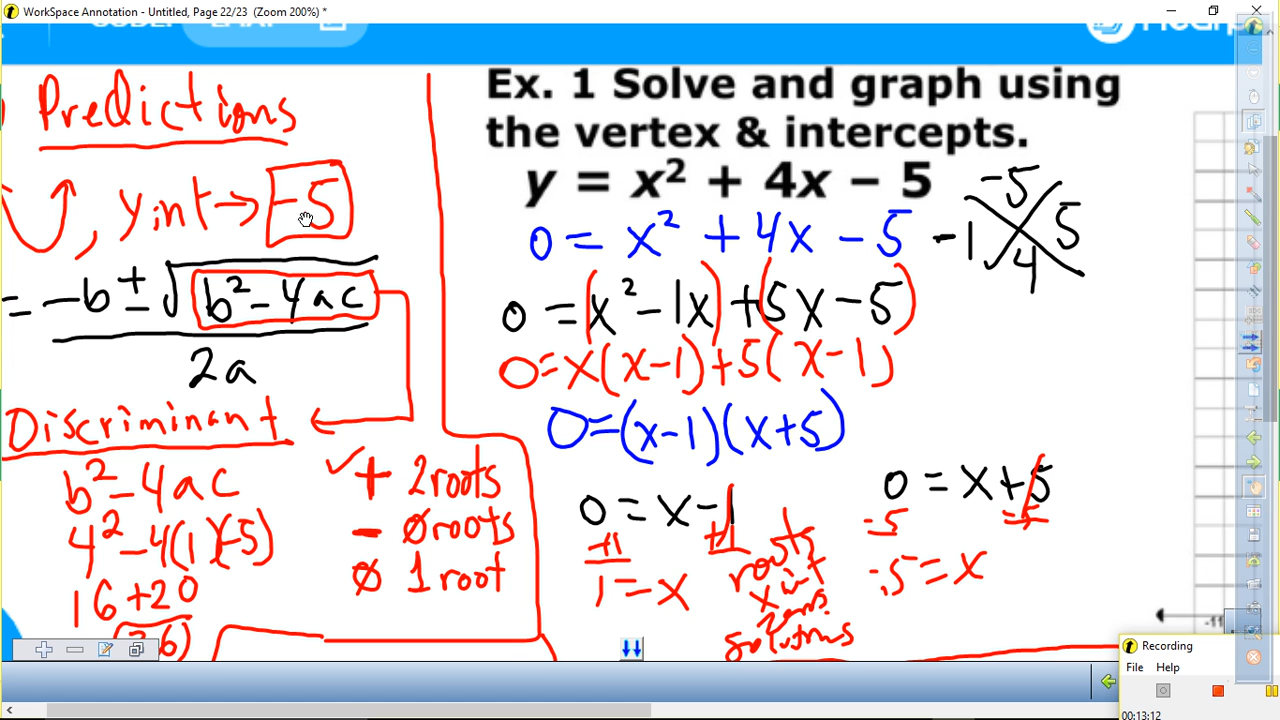 WorkSpace Annotation - Untitled, Page 22/23 (Zoom 200%) *
Predictions
, yint → -5
= -b ± √ b² - 4ac
2a
Discriminant
b² - 4ac
4² - 4(1)(-5)
16 + 20
(36)
✓ + 2 roots
- ∅ roots
∅ 1 root
Ex. 1 Solve and graph using
the vertex & intercepts.
y = x² + 4x − 5
-5
-1 5
4
0 = x² + 4x - 5
0 = (x² - 1x) + (5x - 5)
0 = x(x-1) + 5(x-1)
0 = (x-1)(x+5)
0 = x - 1
+1 +1
1 = x
0 = x + 5
-5 -5
-5 = x
roots
x int
zeros
solutions
-11
Recording
File Help
00:13:12